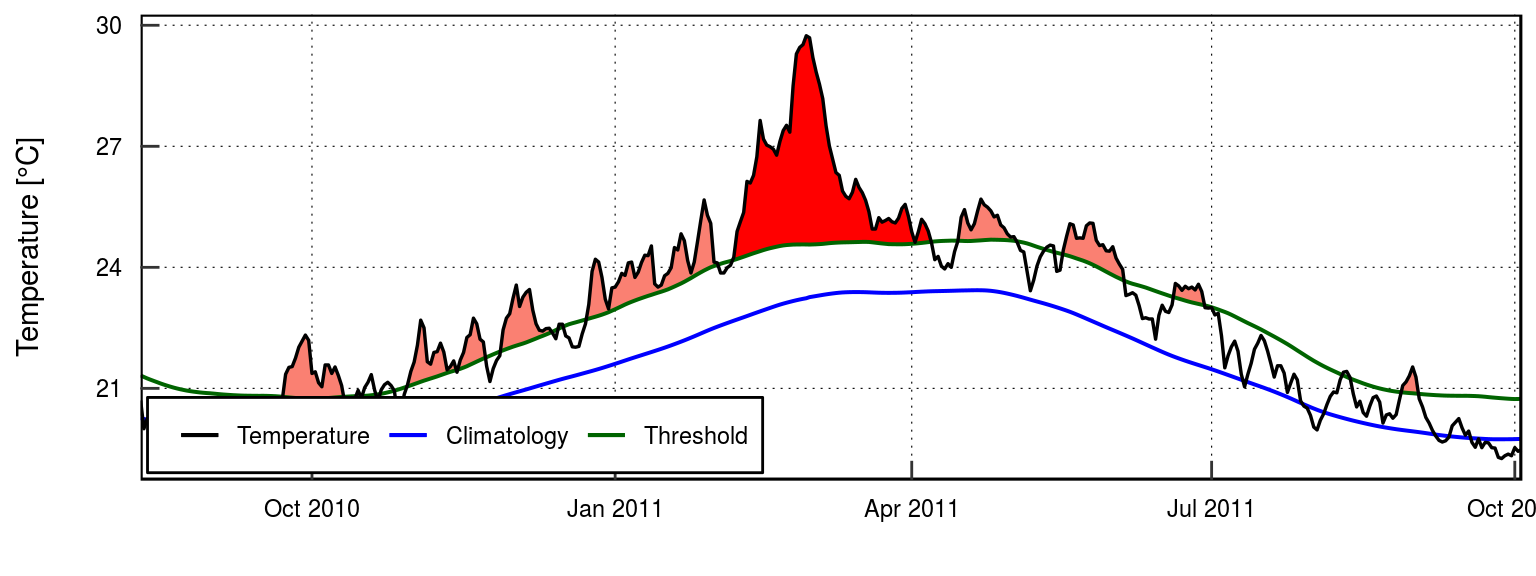 30
27
24
21
Temperature [°C]
Temperature Climatology Threshold
Oct 2010 Jan 2011 Apr 2011 Jul 2011 Oct 20